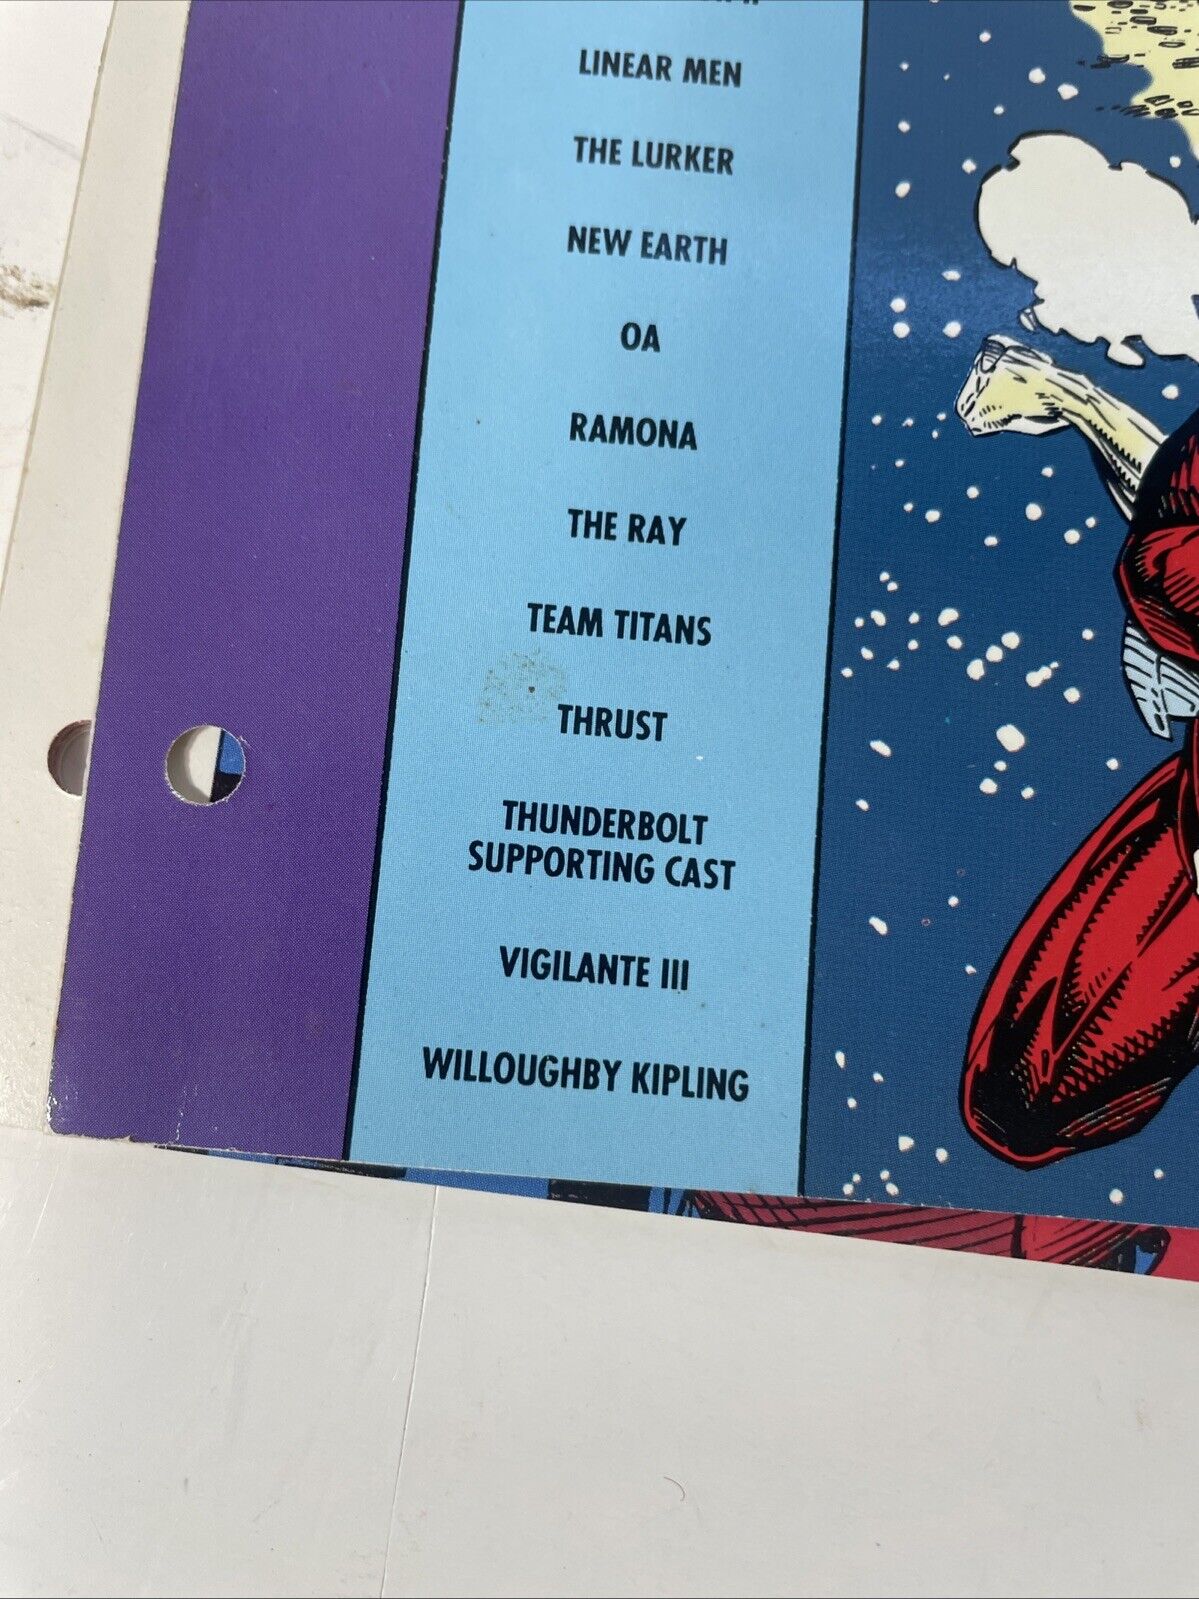 LINEAR MEN
THE LURKER
NEW EARTH
OA
RAMONA
THE RAY
TEAM TITANS
THRUST
THUNDERBOLT
SUPPORTING CAST
VIGILANTE III
WILLOUGHBY KIPLING